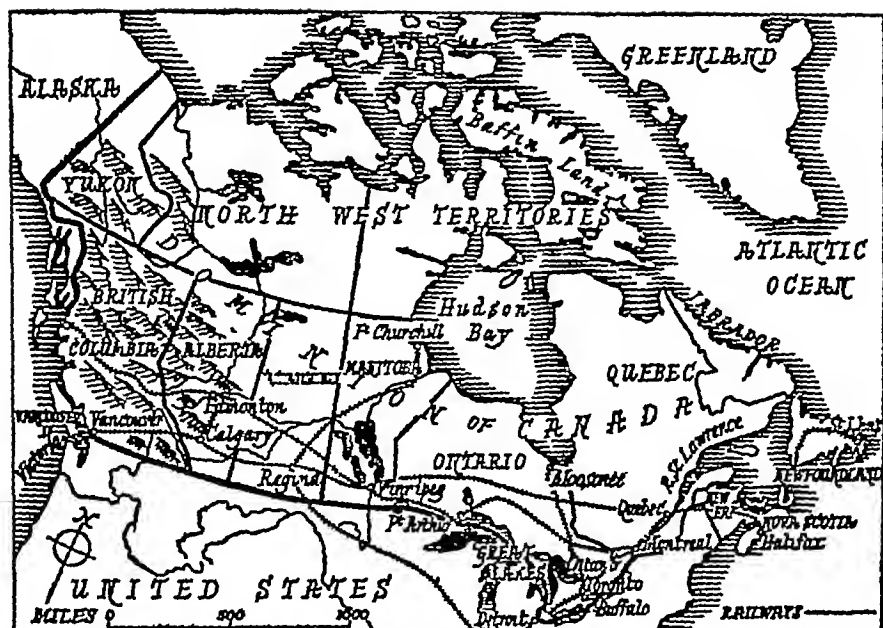 GREENLAND
ALASKA
Baffin
Land
YUKON
NORTH WEST TERRITORIES
ATLANTIC
OCEAN
D O M I N I O N OF CANADA
BRITISH
COLUMBIA
ALBERTA
Pt Churchill
Hudson
Bay
LABRADOR
MANITOBA
QUEBEC
Edmonton
Vancouver
Calgary
R. St. Lawrence
Victoria
Regina
ONTARIO
NEWFOUNDLAND
Winnipeg
Quebec
Pt Arthur
NOVA SCOTIA
Halifax
Montreal
GREAT
LAKES
Toronto
Buffalo
Detroit
N
UNITED STATES
MILES 0 500 1000
RAILWAYS